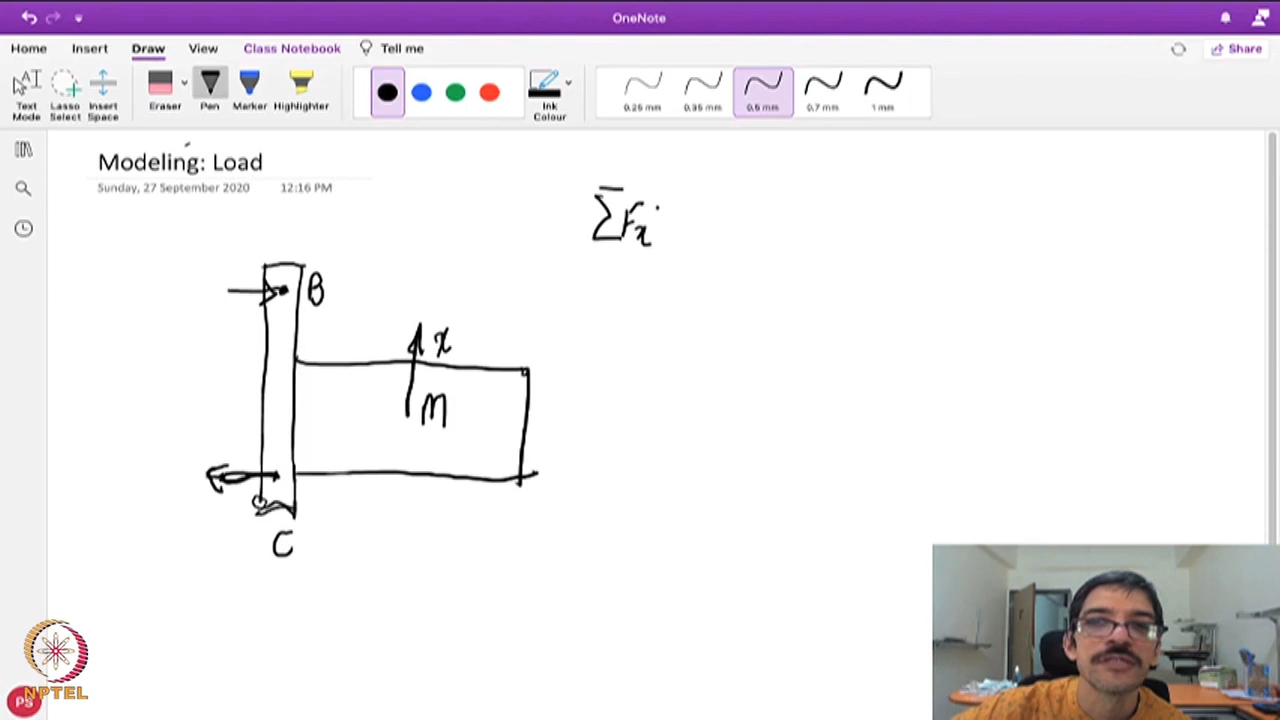 OneNote
Home Insert Draw View Class Notebook Tell me
Share
Text Mode
Lasso Select
Insert Space
Eraser
Pen
Marker
Highlighter
Ink Colour
0.25 mm
0.35 mm
0.5 mm
0.7 mm
1 mm
Modeling: Load
Sunday, 27 September 2020 12:16 PM
∑Fx
B
x
M
C
NPTEL
PS